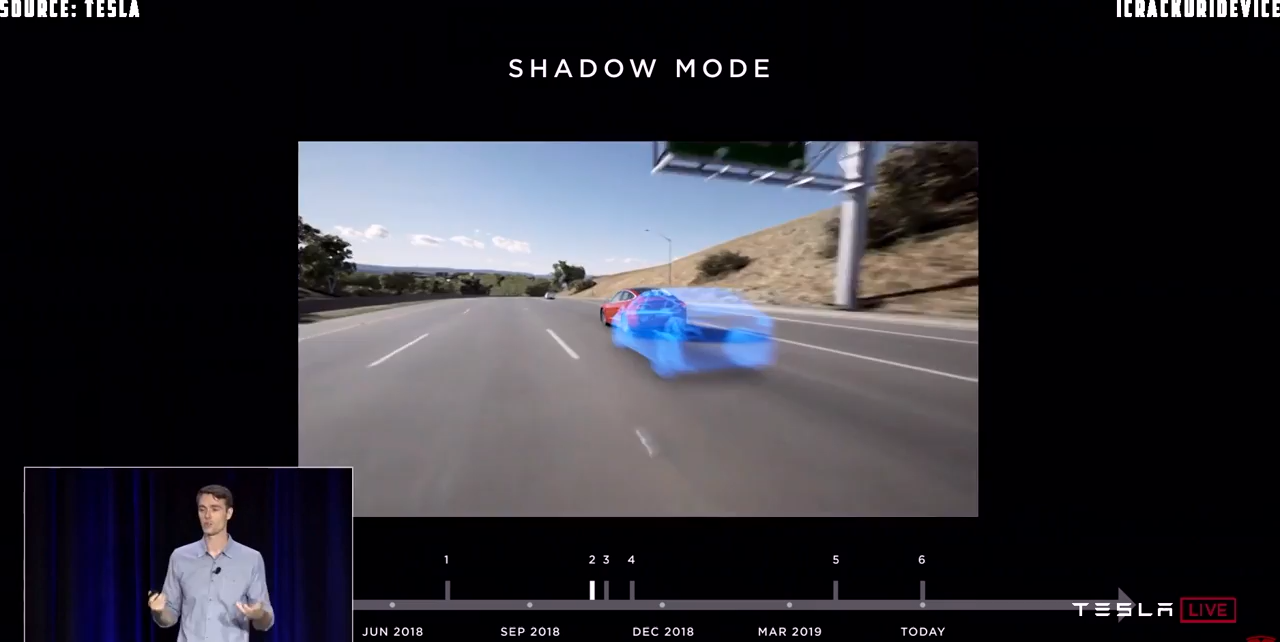 SOURCE: TESLA
ICRACKURIDEVICE
SHADOW MODE
1 2 3 4 5 6
JUN 2018 SEP 2018 DEC 2018 MAR 2019 TODAY
TESLA LIVE